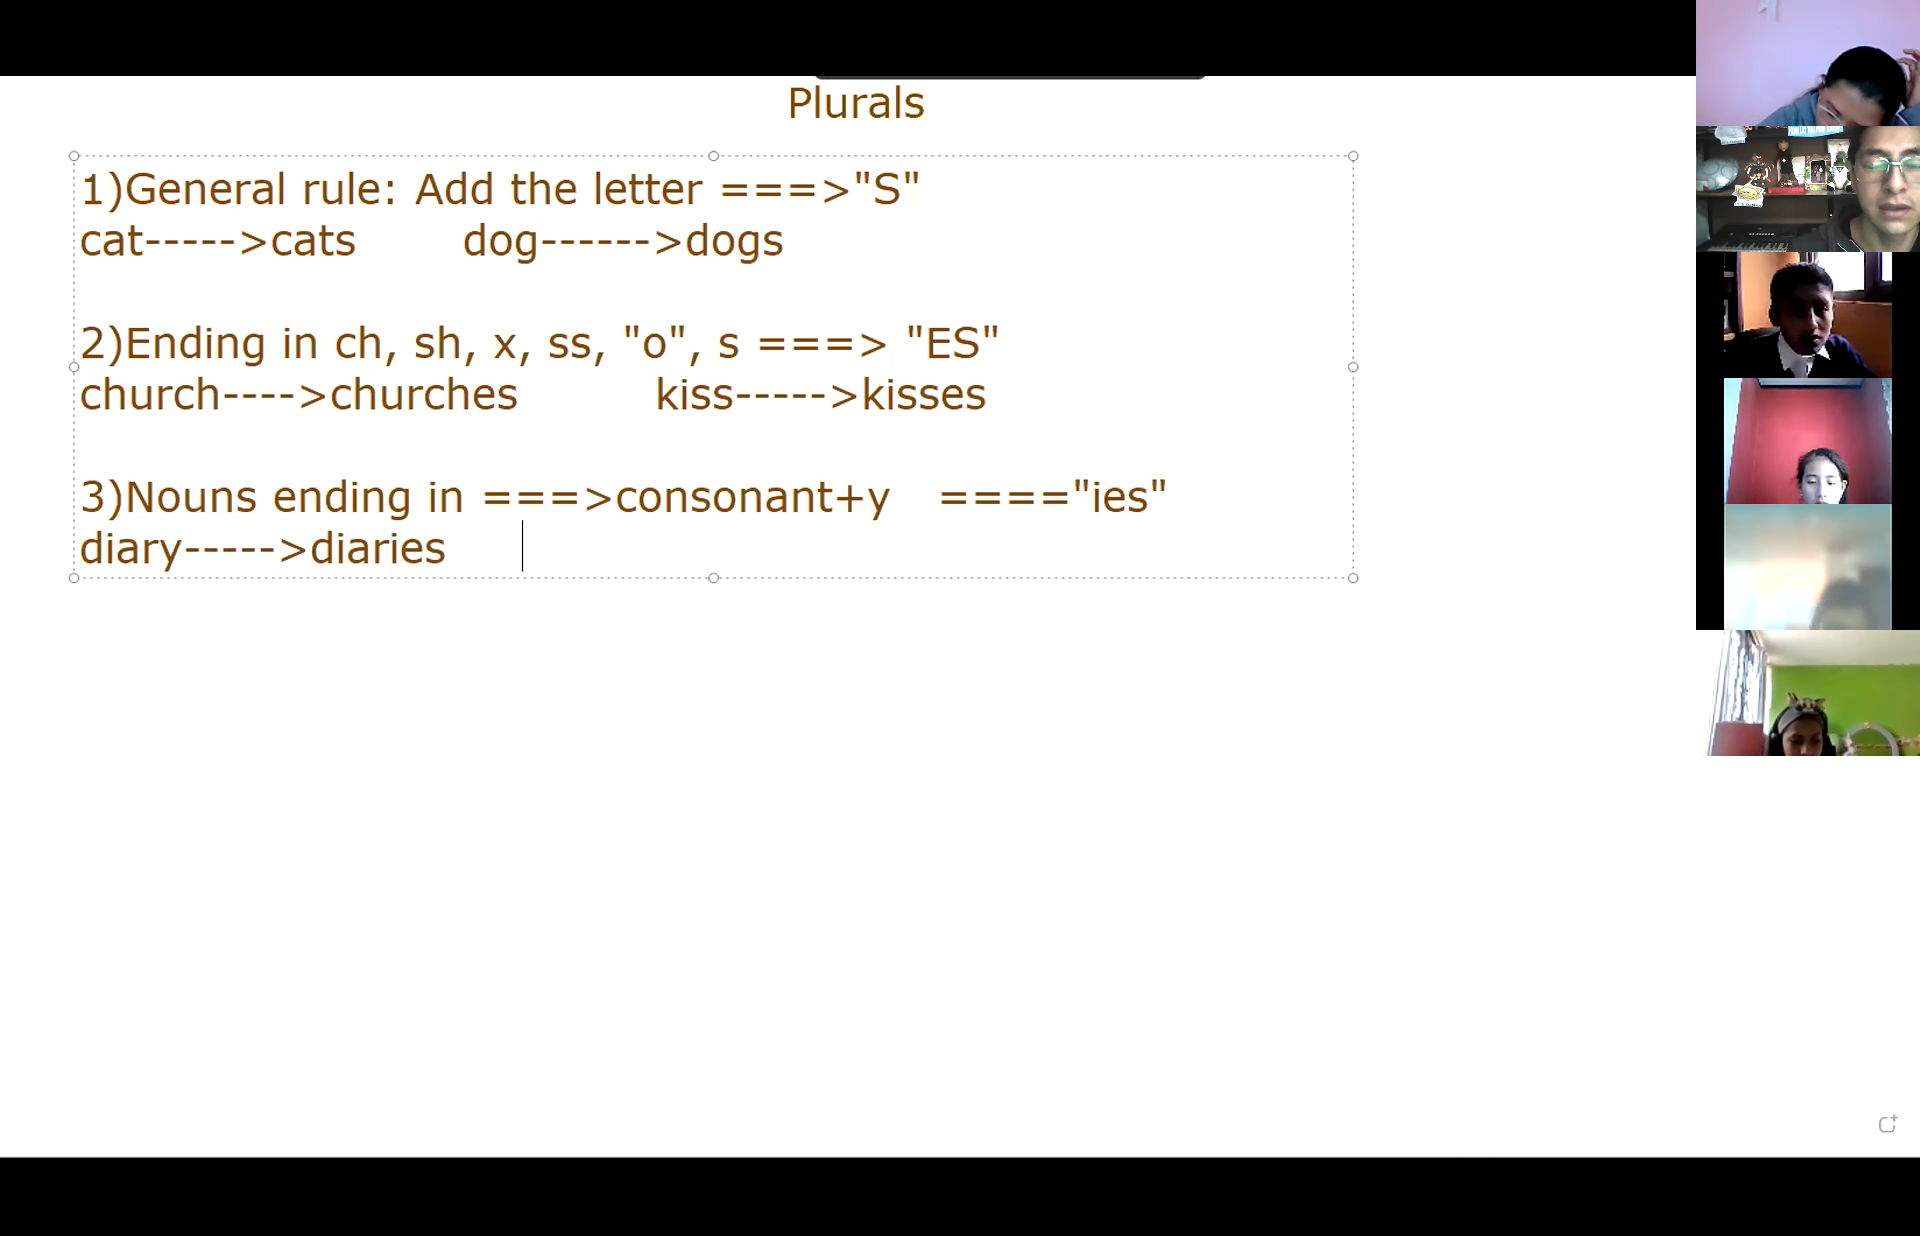 Plurals
1)General rule: Add the letter ===>"S"
cat----->cats dog------>dogs
2)Ending in ch, sh, x, ss, "o", s ===> "ES"
church---->churches kiss----->kisses
3)Nouns ending in ===>consonant+y ===="ies"
diary----->diaries